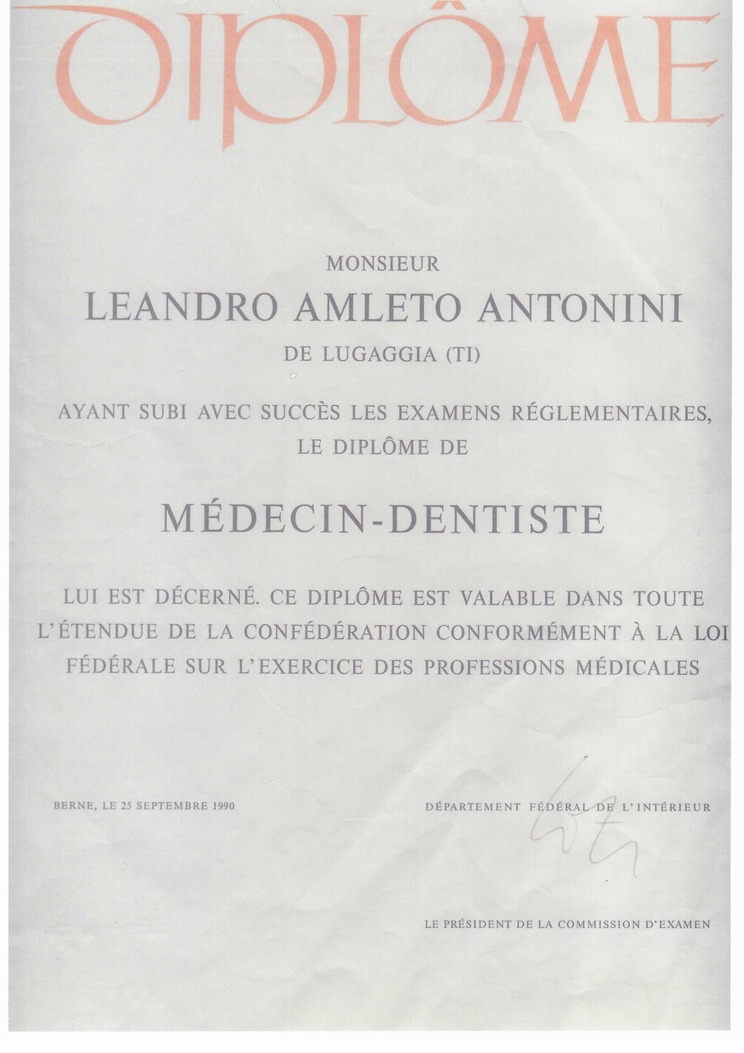 DIPLÔME
MONSIEUR
LEANDRO AMLETO ANTONINI
DE LUGAGGIA (TI)
AYANT SUBI AVEC SUCCÈS LES EXAMENS RÉGLEMENTAIRES,
LE DIPLÔME DE
MÉDECIN-DENTISTE
LUI EST DÉCERNÉ. CE DIPLÔME EST VALABLE DANS TOUTE
L'ÉTENDUE DE LA CONFÉDÉRATION CONFORMÉMENT À LA LOI
FÉDÉRALE SUR L'EXERCICE DES PROFESSIONS MÉDICALES
BERNE, LE 25 SEPTEMBRE 1990
DÉPARTEMENT FÉDÉRAL DE L'INTÉRIEUR
LE PRÉSIDENT DE LA COMMISSION D'EXAMEN